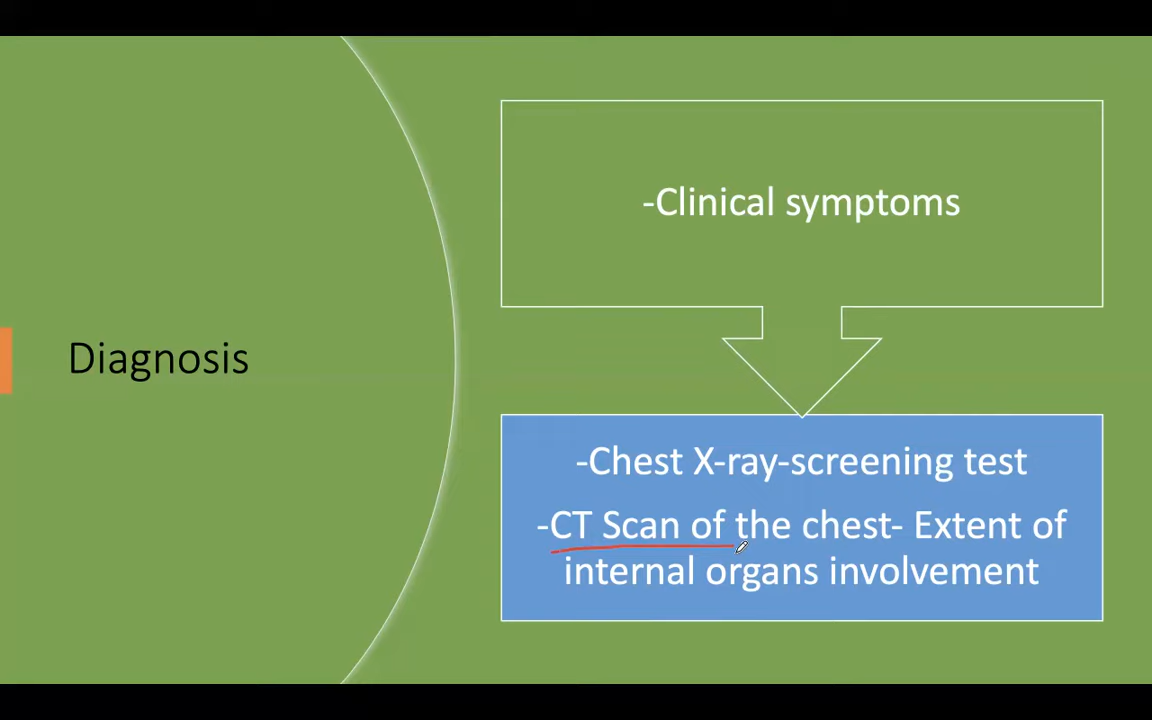 Diagnosis
-Clinical symptoms
-Chest X-ray-screening test
-CT Scan of the chest- Extent of
internal organs involvement